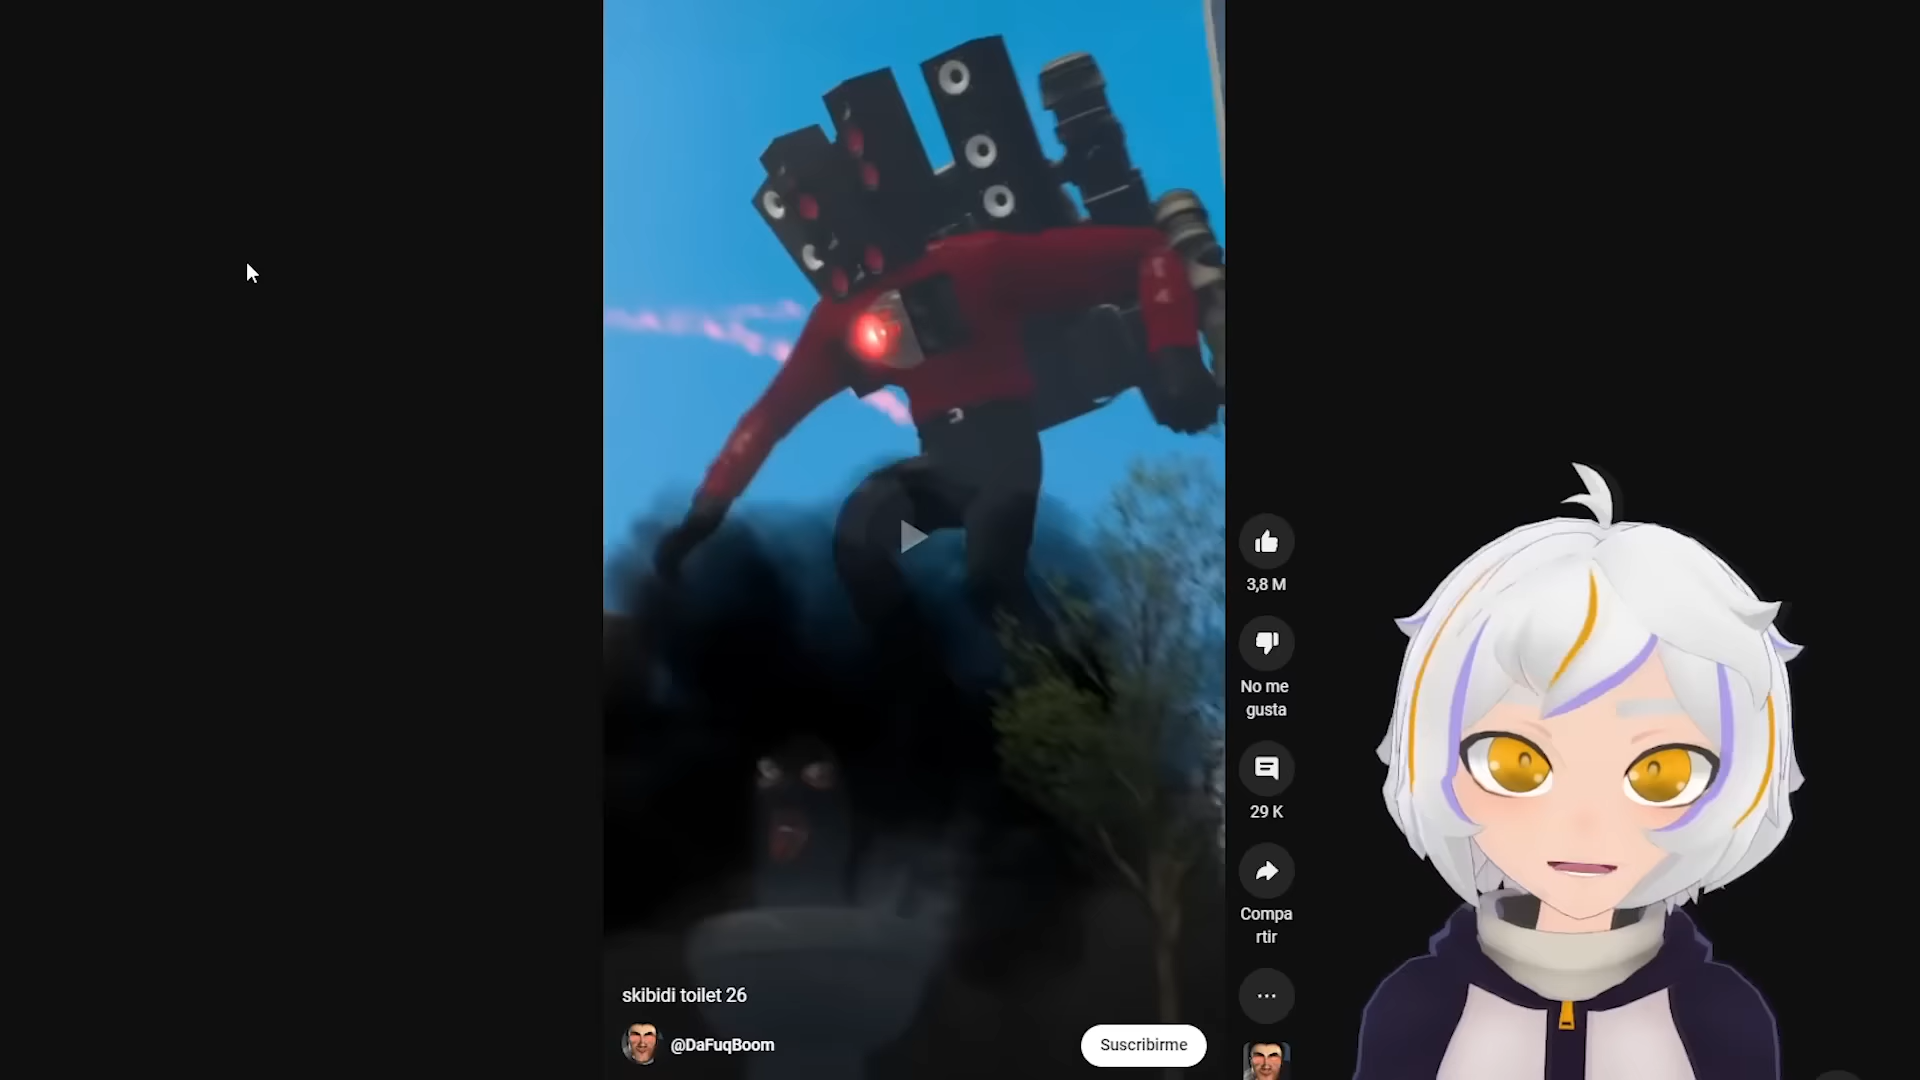 3,8 M
No me
gusta
29 K
Compa
rtir
skibidi toilet 26
@DaFuqBoom
Suscribirme